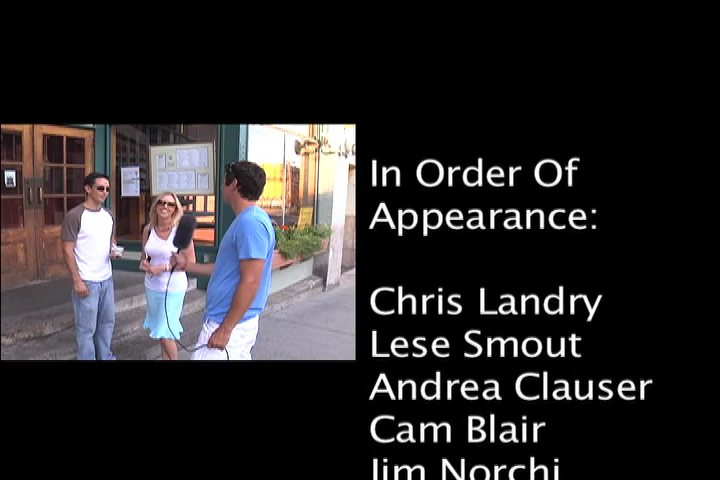 In Order Of
Appearance:
Chris Landry
Lese Smout
Andrea Clauser
Cam Blair
Jim Norchi